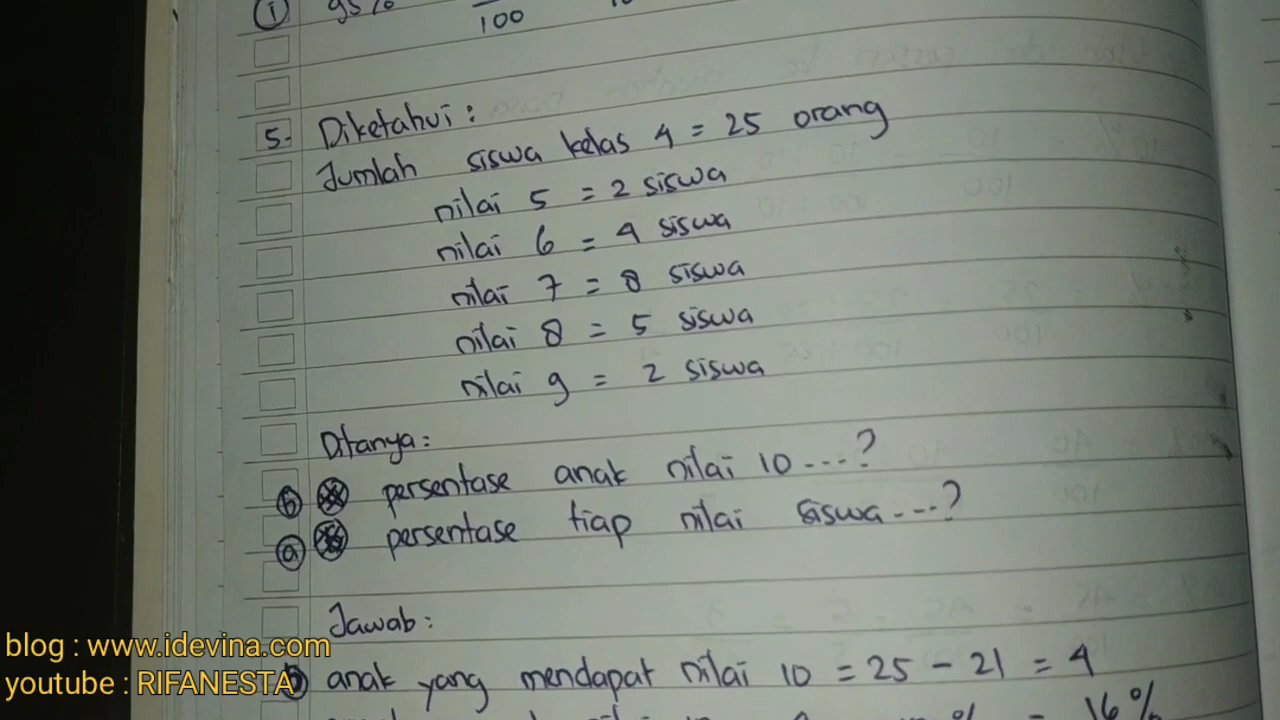 i 95%
100
5. Diketahui:
Jumlah siswa kelas 4 = 25 orang
nilai 5 = 2 siswa
nilai 6 = 4 siswa
nilai 7 = 8 siswa
nilai 8 = 5 siswa
nilai 9 = 2 siswa
Ditanya:
b persentase anak nilai 10 ...?
a persentase tiap nilai siswa ...?
Jawab:
b anak yang mendapat nilai 10 = 25 - 21 = 4
% = 16%
blog : www.idevina.com
youtube : RIFANESTA